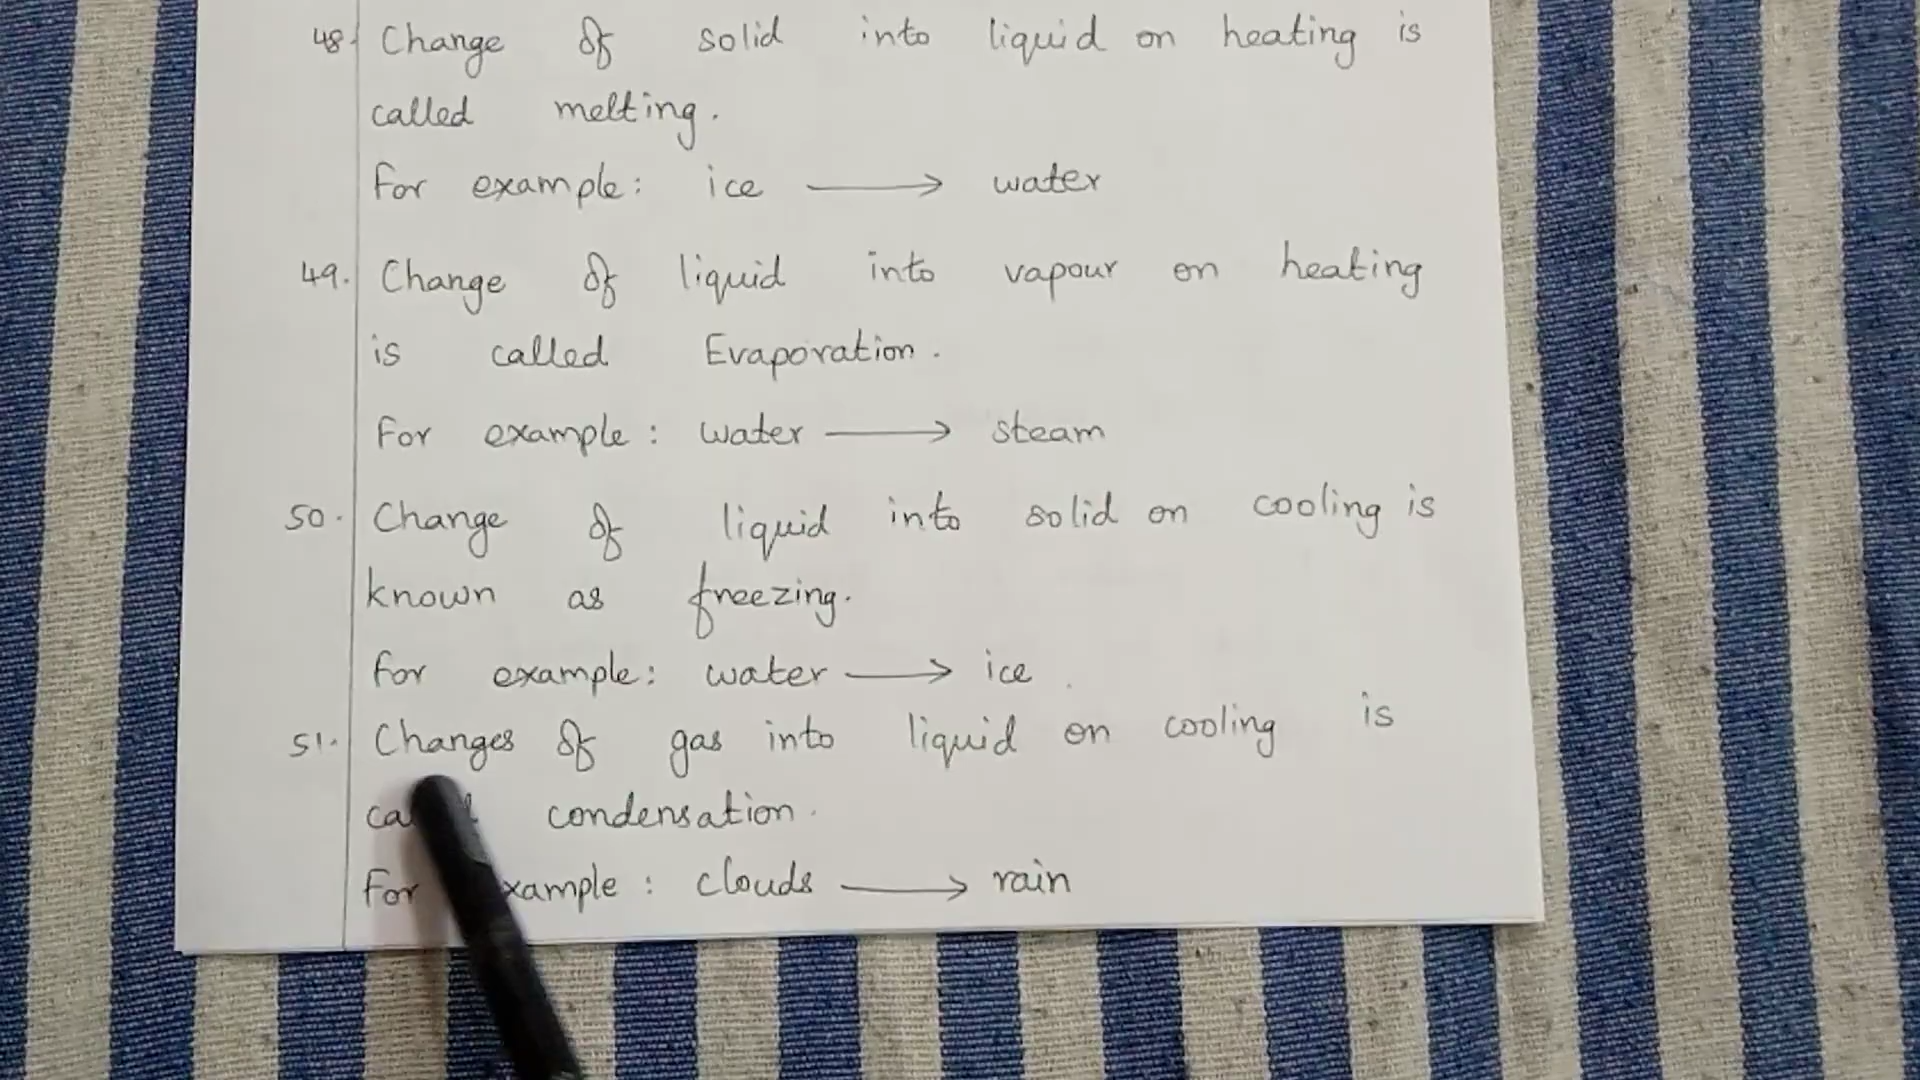 48. Change of solid into liquid on heating is
called melting.
For example: ice → water
49. Change of liquid into vapour on heating
is called Evaporation.
For example: water → steam
50. Change of liquid into solid on cooling is
known as freezing.
For example: water → ice
51. Changes of gas into liquid on cooling is
condensation.
For example: clouds → rain